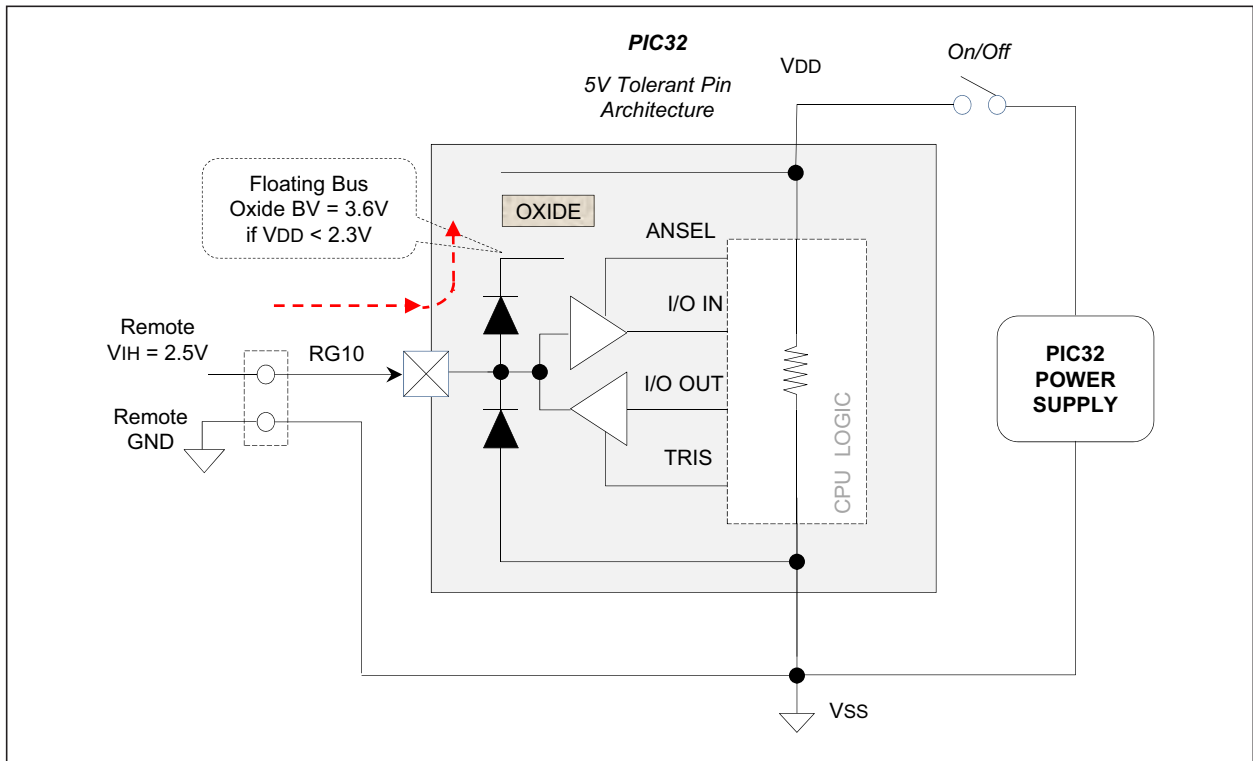 PIC32
5V Tolerant Pin
Architecture
VDD
On/Off
Floating Bus
Oxide BV = 3.6V
if VDD < 2.3V
OXIDE
ANSEL
I/O IN
Remote
VIH = 2.5V
RG10
I/O OUT
Remote
GND
TRIS
CPU LOGIC
PIC32
POWER
SUPPLY
VSS